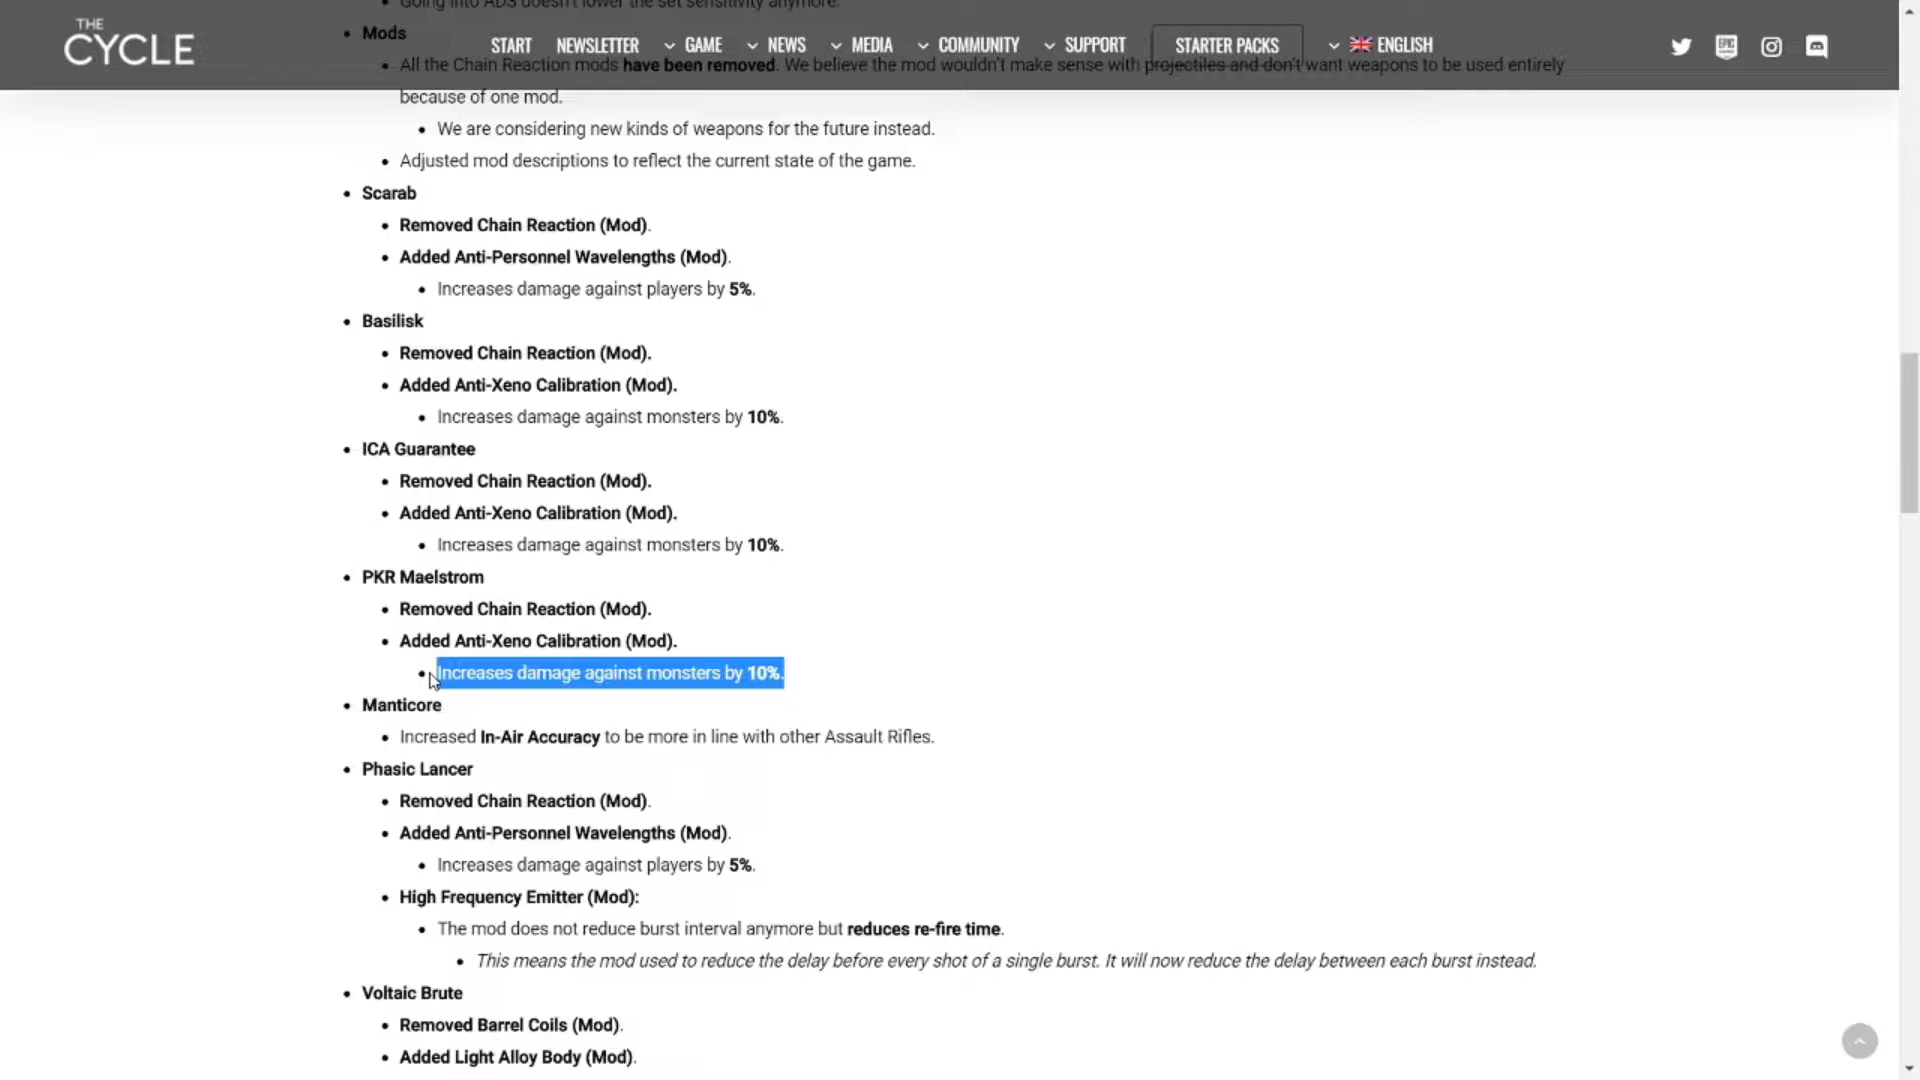 Going into ADS doesn't lower the set sensitivity anymore.
THE
CYCLE
START NEWSLETTER GAME NEWS MEDIA COMMUNITY SUPPORT STARTER PACKS ENGLISH
Mods
All the Chain Reaction mods have been removed. We believe the mod wouldn't make sense with projectiles and don't want weapons to be used entirely
because of one mod.
We are considering new kinds of weapons for the future instead.
Adjusted mod descriptions to reflect the current state of the game.
Scarab
Removed Chain Reaction (Mod).
Added Anti-Personnel Wavelengths (Mod).
Increases damage against players by 5%.
Basilisk
Removed Chain Reaction (Mod).
Added Anti-Xeno Calibration (Mod).
Increases damage against monsters by 10%.
ICA Guarantee
Removed Chain Reaction (Mod).
Added Anti-Xeno Calibration (Mod).
Increases damage against monsters by 10%.
PKR Maelstrom
Removed Chain Reaction (Mod).
Added Anti-Xeno Calibration (Mod).
Increases damage against monsters by 10%.
Manticore
Increased In-Air Accuracy to be more in line with other Assault Rifles.
Phasic Lancer
Removed Chain Reaction (Mod).
Added Anti-Personnel Wavelengths (Mod).
Increases damage against players by 5%.
High Frequency Emitter (Mod):
The mod does not reduce burst interval anymore but reduces re-fire time.
This means the mod used to reduce the delay before every shot of a single burst. It will now reduce the delay between each burst instead.
Voltaic Brute
Removed Barrel Coils (Mod).
Added Light Alloy Body (Mod).